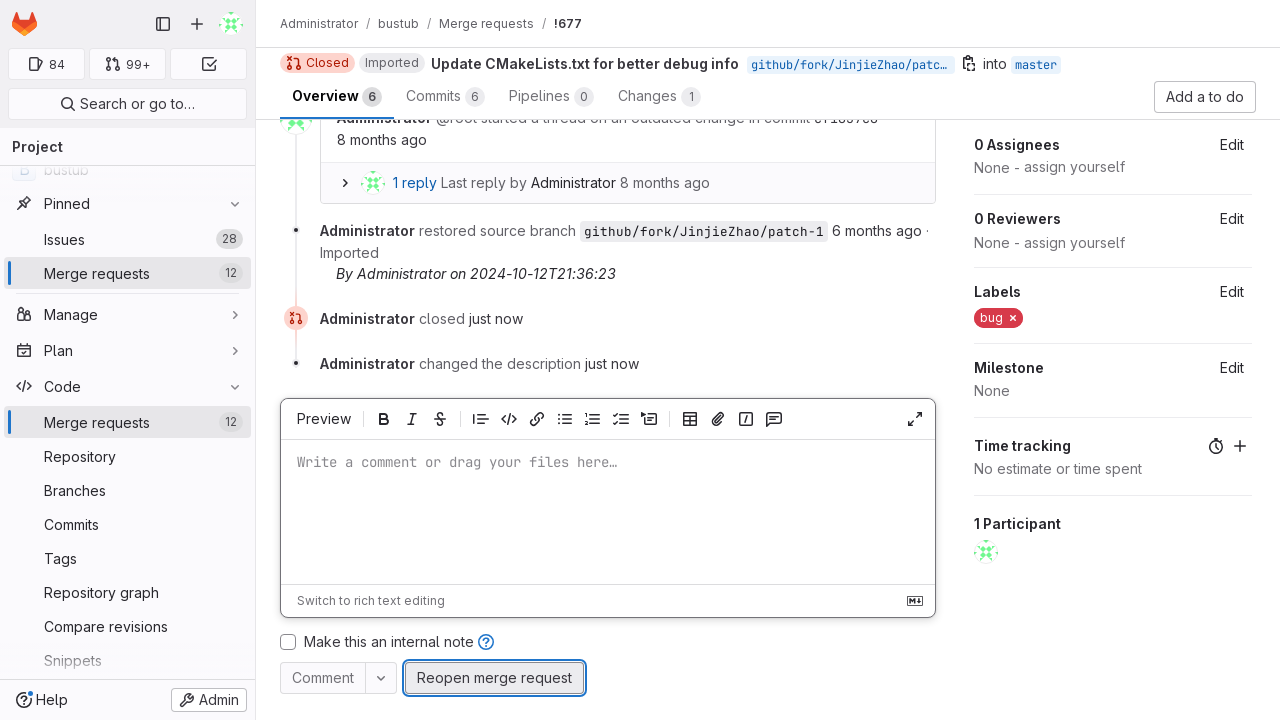 84
99+
Search or go to…
Project
bustub
Pinned
Issues 28
Merge requests 12
Manage
Plan
Code
Merge requests 12
Repository
Branches
Commits
Tags
Repository graph
Compare revisions
Snippets
Help
Admin
Administrator / bustub / Merge requests / !677
Closed Imported Update CMakeLists.txt for better debug info github/fork/JinjieZhao/patc… into master
Overview 6 Commits 6 Pipelines 0 Changes 1
Add a to do
Administrator @root started a thread on an outdated change in commit
8 months ago
1 reply Last reply by Administrator 8 months ago
Administrator restored source branch github/fork/JinjieZhao/patch-1 6 months ago ·
Imported
By Administrator on 2024-10-12T21:36:23
Administrator closed just now
Administrator changed the description just now
Preview
Write a comment or drag your files here…
Switch to rich text editing
Make this an internal note
Comment
Reopen merge request
0 Assignees Edit
None - assign yourself
0 Reviewers Edit
None - assign yourself
Labels Edit
bug ×
Milestone Edit
None
Time tracking
No estimate or time spent
1 Participant